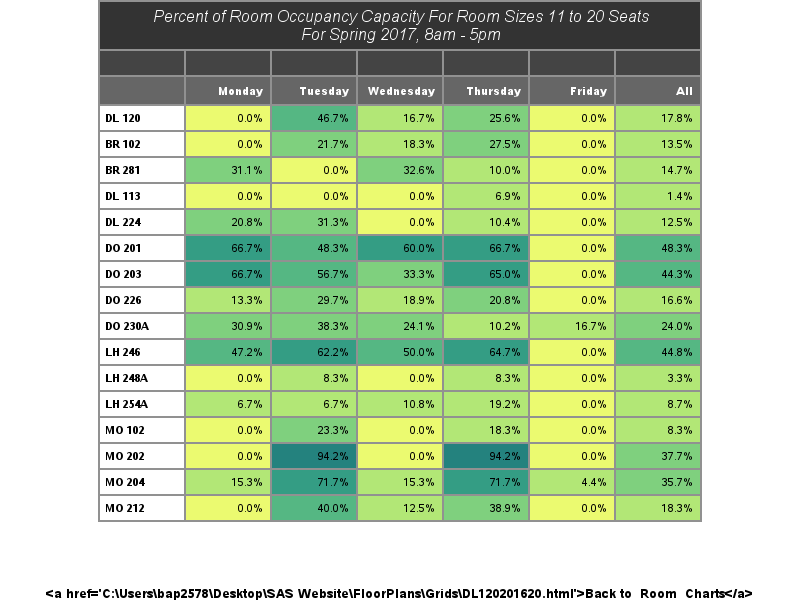 Percent of Room Occupancy Capacity For Room Sizes 11 to 20 Seats
For Spring 2017, 8am - 5pm
Monday Tuesday Wednesday Thursday Friday All
DL 120 0.0% 46.7% 16.7% 25.6% 0.0% 17.8%
BR 102 0.0% 21.7% 18.3% 27.5% 0.0% 13.5%
BR 281 31.1% 0.0% 32.6% 10.0% 0.0% 14.7%
DL 113 0.0% 0.0% 0.0% 6.9% 0.0% 1.4%
DL 224 20.8% 31.3% 0.0% 10.4% 0.0% 12.5%
DO 201 66.7% 48.3% 60.0% 66.7% 0.0% 48.3%
DO 203 66.7% 56.7% 33.3% 65.0% 0.0% 44.3%
DO 226 13.3% 29.7% 18.9% 20.8% 0.0% 16.6%
DO 230A 30.9% 38.3% 24.1% 10.2% 16.7% 24.0%
LH 246 47.2% 62.2% 50.0% 64.7% 0.0% 44.8%
LH 248A 0.0% 8.3% 0.0% 8.3% 0.0% 3.3%
LH 254A 6.7% 6.7% 10.8% 19.2% 0.0% 8.7%
MO 102 0.0% 23.3% 0.0% 18.3% 0.0% 8.3%
MO 202 0.0% 94.2% 0.0% 94.2% 0.0% 37.7%
MO 204 15.3% 71.7% 15.3% 71.7% 4.4% 35.7%
MO 212 0.0% 40.0% 12.5% 38.9% 0.0% 18.3%
<a href='C:\Users\bap2578\Desktop\SAS Website\FloorPlans\Grids\DL120201620.html'>Back to Room Charts</a>